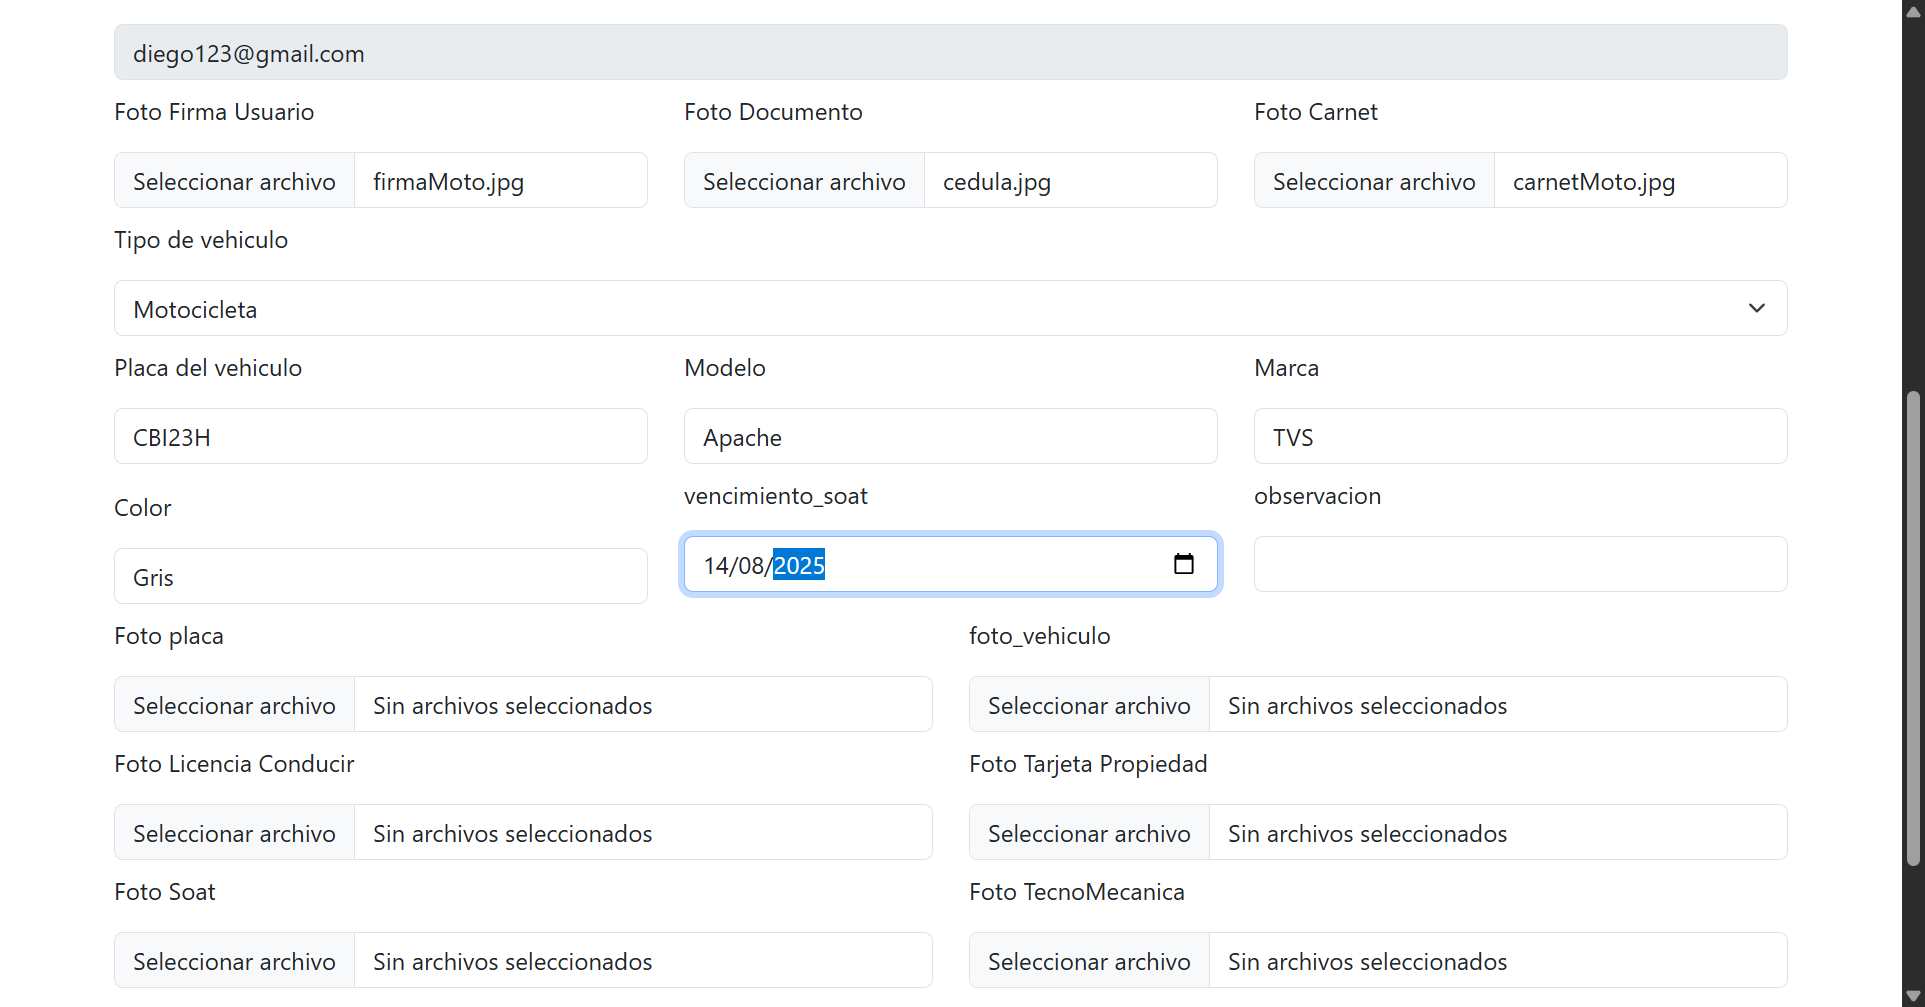 diego123@gmail.com
Foto Firma Usuario
Foto Documento
Foto Carnet
Seleccionar archivo firmaMoto.jpg
Seleccionar archivo cedula.jpg
Seleccionar archivo carnetMoto.jpg
Tipo de vehiculo
Motocicleta
Placa del vehiculo
Modelo
Marca
CBI23H
Apache
TVS
Color
vencimiento_soat
observacion
Gris
14/08/2025
Foto placa
foto_vehiculo
Seleccionar archivo Sin archivos seleccionados
Seleccionar archivo Sin archivos seleccionados
Foto Licencia Conducir
Foto Tarjeta Propiedad
Seleccionar archivo Sin archivos seleccionados
Seleccionar archivo Sin archivos seleccionados
Foto Soat
Foto TecnoMecanica
Seleccionar archivo Sin archivos seleccionados
Seleccionar archivo Sin archivos seleccionados